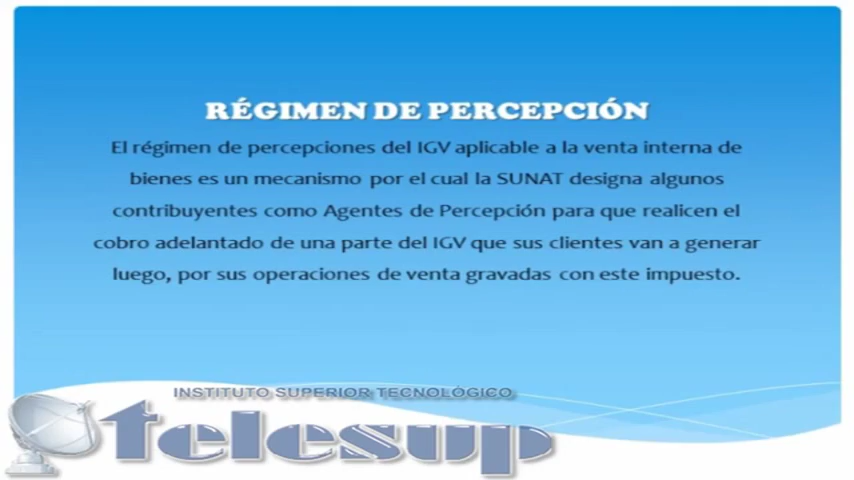 RÉGIMEN DE PERCEPCIÓN
El régimen de percepciones del IGV aplicable a la venta interna de
bienes es un mecanismo por el cual la SUNAT designa algunos
contribuyentes como Agentes de Percepción para que realicen el
cobro adelantado de una parte del IGV que sus clientes van a generar
luego, por sus operaciones de venta gravadas con este impuesto.
INSTITUTO SUPERIOR TECNOLÓGICO
telesup